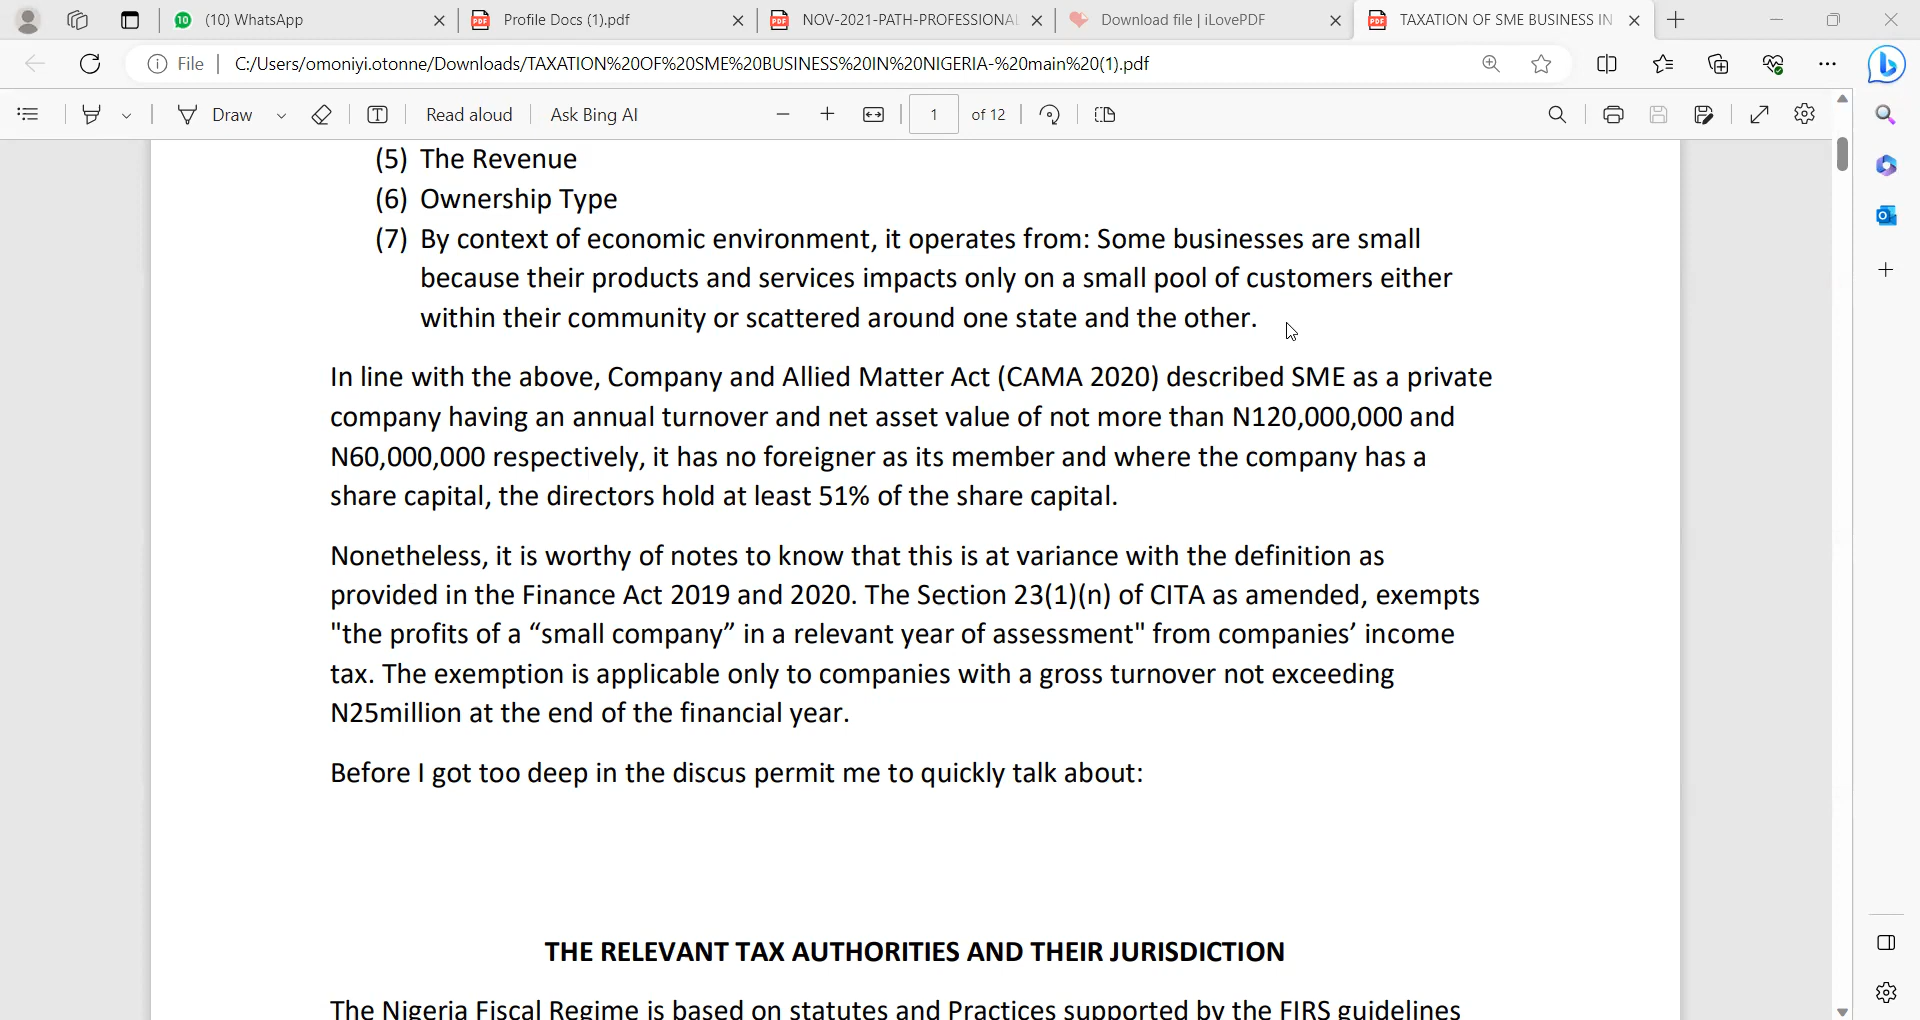 (10) WhatsApp
Profile Docs (1).pdf
NOV-2021-PATH-PROFESSIONAL
Download file | iLovePDF
TAXATION OF SME BUSINESS IN
File
C:/Users/omoniyi.otonne/Downloads/TAXATION%20OF%20SME%20BUSINESS%20IN%20NIGERIA-%20main%20(1).pdf
Draw
Read aloud
Ask Bing AI
1 of 12
(5) The Revenue
(6) Ownership Type
(7) By context of economic environment, it operates from: Some businesses are small
because their products and services impacts only on a small pool of customers either
within their community or scattered around one state and the other.
In line with the above, Company and Allied Matter Act (CAMA 2020) described SME as a private
company having an annual turnover and net asset value of not more than N120,000,000 and
N60,000,000 respectively, it has no foreigner as its member and where the company has a
share capital, the directors hold at least 51% of the share capital.
Nonetheless, it is worthy of notes to know that this is at variance with the definition as
provided in the Finance Act 2019 and 2020. The Section 23(1)(n) of CITA as amended, exempts
"the profits of a “small company” in a relevant year of assessment" from companies’ income
tax. The exemption is applicable only to companies with a gross turnover not exceeding
N25million at the end of the financial year.
Before I got too deep in the discus permit me to quickly talk about:
THE RELEVANT TAX AUTHORITIES AND THEIR JURISDICTION
The Nigeria Fiscal Regime is based on statutes and Practices supported by the FIRS guidelines